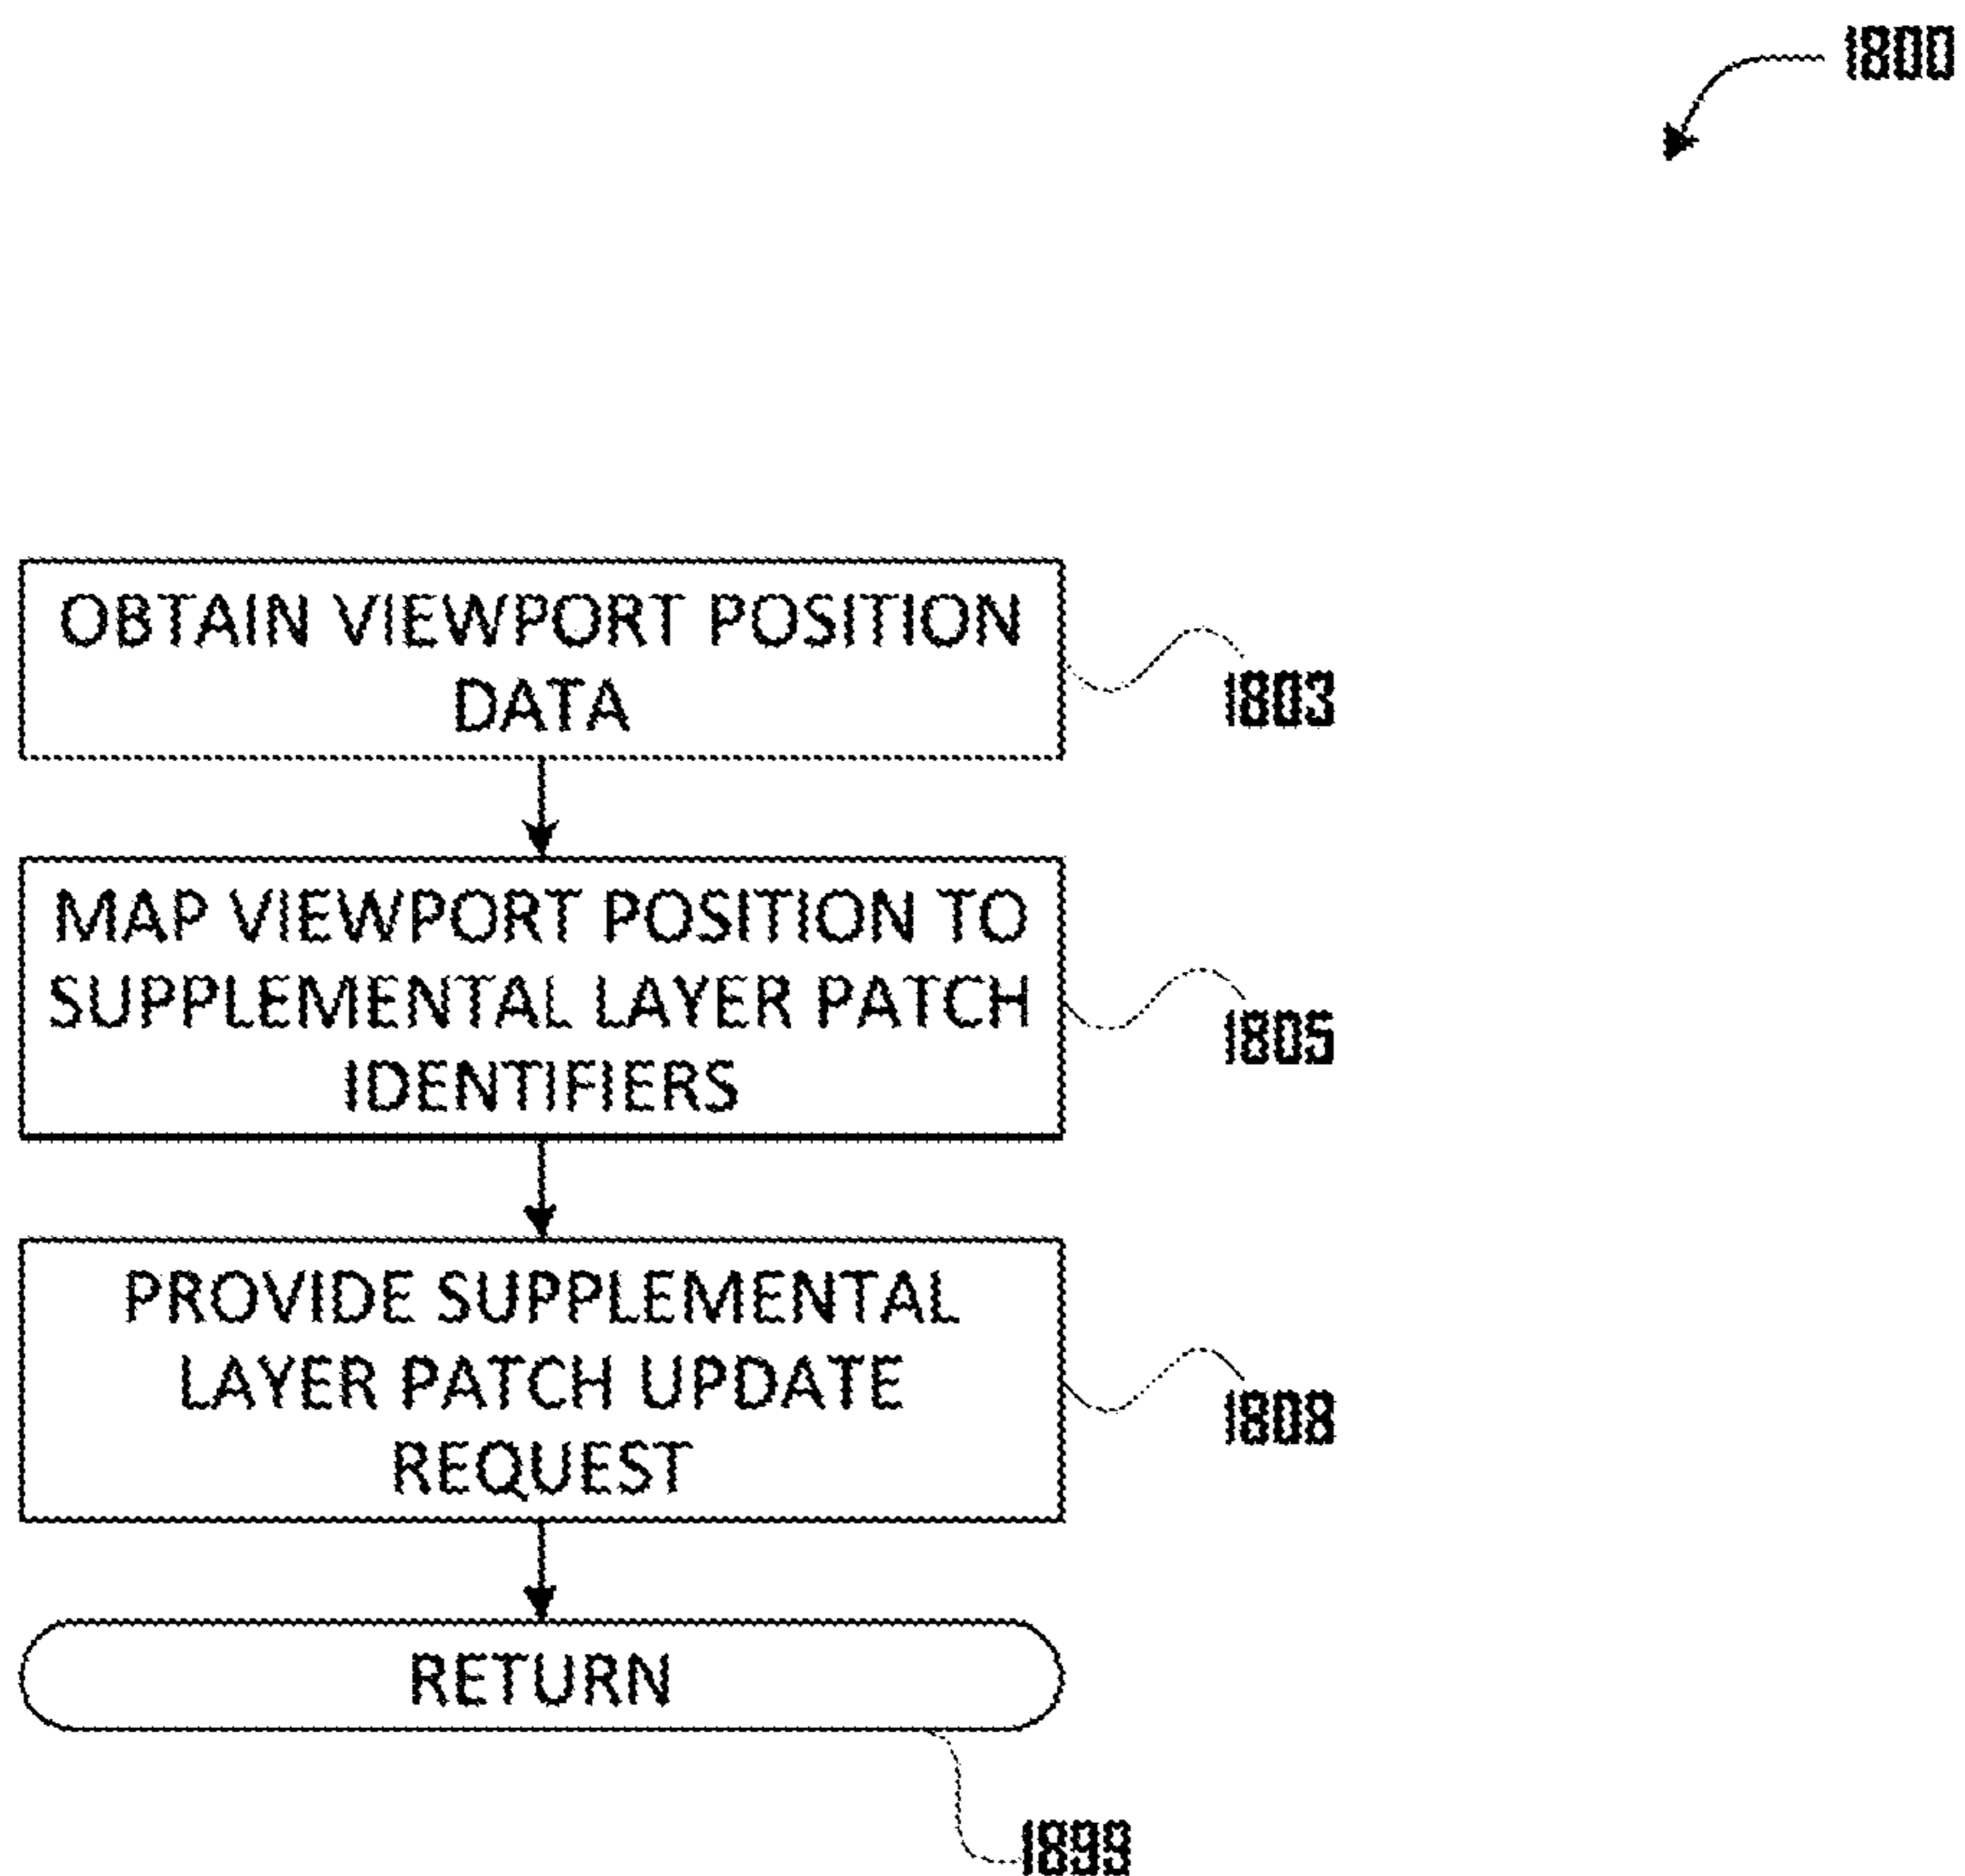 1800
OBTAIN VIEWPORT POSITION
DATA
1803
MAP VIEWPORT POSITION TO
SUPPLEMENTAL LAYER PATCH
IDENTIFIERS
1805
PROVIDE SUPPLEMENTAL
LAYER PATCH UPDATE
REQUEST
1808
RETURN
1899